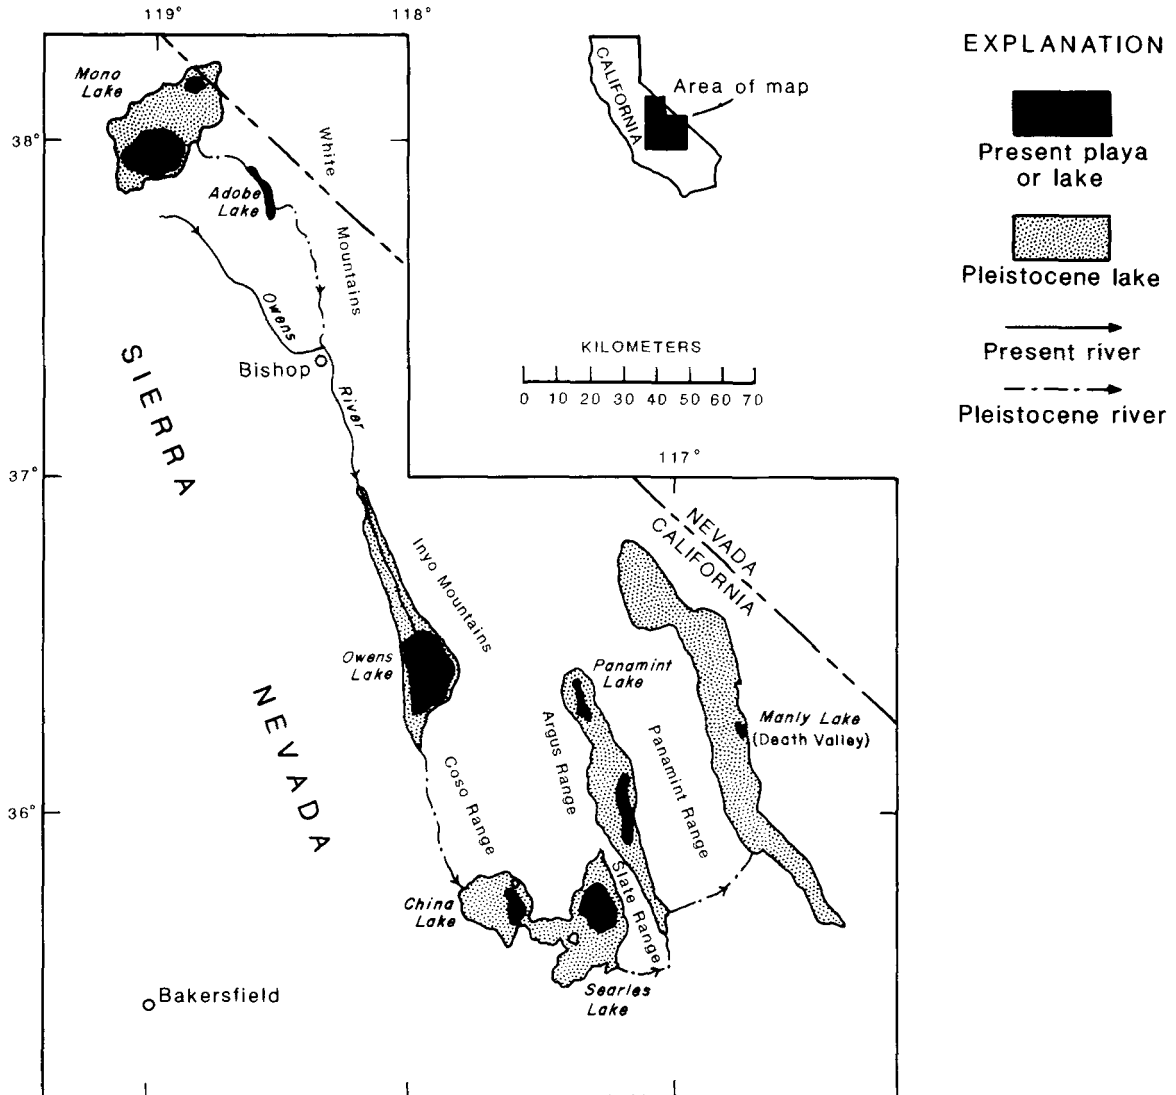 119°
118°
Mono
Lake
38°
Adobe
Lake
White
Mountains
Owens
River
Bishop
SIERRA
NEVADA
37°
Inyo Mountains
Owens
Lake
36°
Coso Range
China
Lake
Bakersfield
Searles
Lake
Slate Range
Argus Range
Panamint
Lake
Panamint Range
Manly Lake
(Death Valley)
NEVADA
CALIFORNIA
117°
CALIFORNIA
Area of map
KILOMETERS
0 10 20 30 40 50 60 70
EXPLANATION
Present playa
or lake
Pleistocene lake
Present river
Pleistocene river